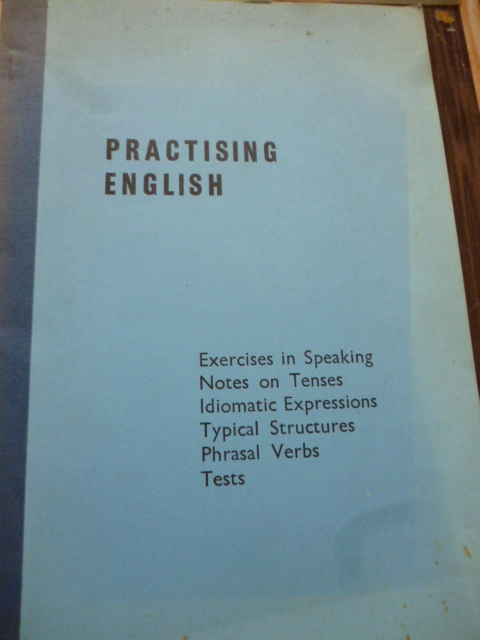 PRACTISING
ENGLISH
Exercises in Speaking
Notes on Tenses
Idiomatic Expressions
Typical Structures
Phrasal Verbs
Tests